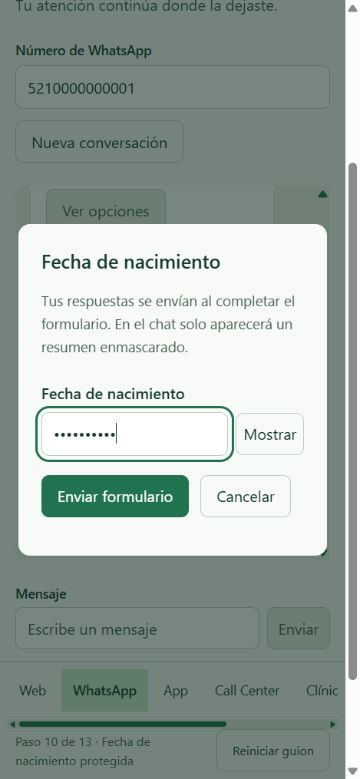 Tu atención continúa donde la dejaste.
Número de WhatsApp
5210000000001
Nueva conversación
Ver opciones
Fecha de nacimiento
Tus respuestas se envían al completar el
formulario. En el chat solo aparecerá un
resumen enmascarado.
Fecha de nacimiento
••••••••••
Mostrar
Enviar formulario
Cancelar
Mensaje
Escribe un mensaje
Enviar
Web
WhatsApp
App
Call Center
Clínic
Paso 10 de 13 · Fecha de
nacimiento protegida
Reiniciar guion